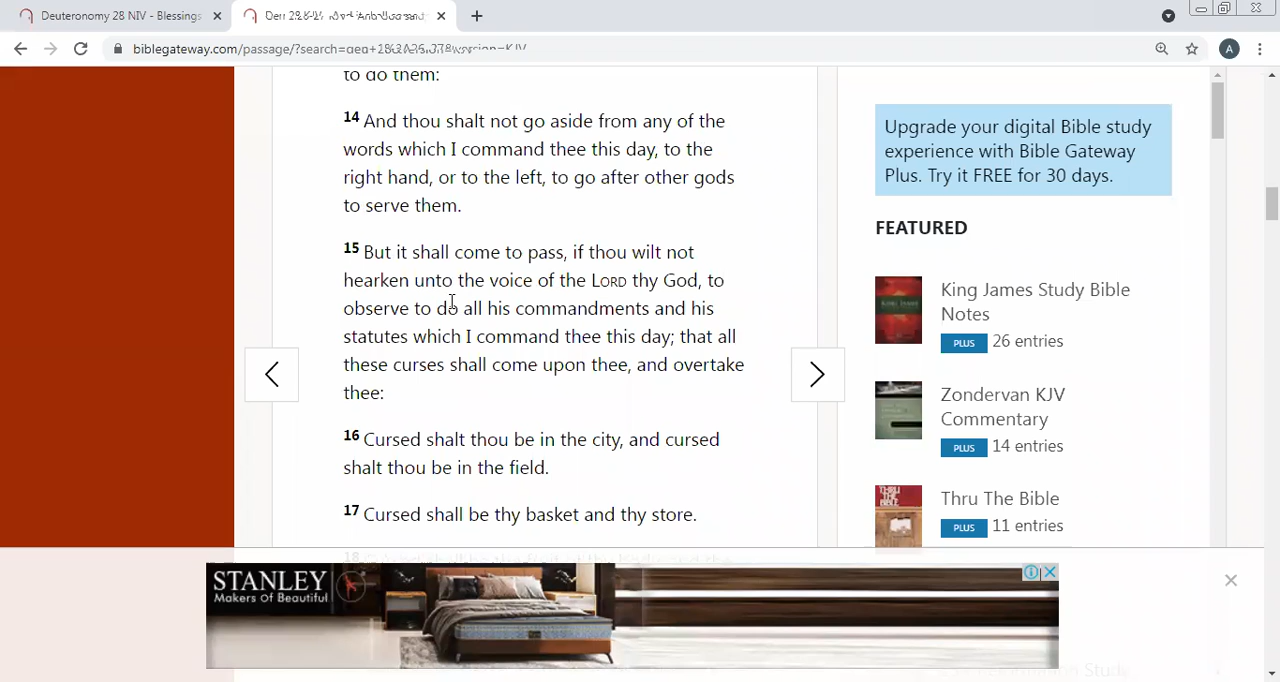 Deuteronomy 28 NIV - Blessings
biblegateway.com/passage/?search=
A
to do them:
14 And thou shalt not go aside from any of the
words which I command thee this day, to the
right hand, or to the left, to go after other gods
to serve them.
15 But it shall come to pass, if thou wilt not
hearken unto the voice of the LORD thy God, to
observe to do all his commandments and his
statutes which I command thee this day; that all
these curses shall come upon thee, and overtake
thee:
16 Cursed shalt thou be in the city, and cursed
shalt thou be in the field.
17 Cursed shall be thy basket and thy store.
Upgrade your digital Bible study
experience with Bible Gateway
Plus. Try it FREE for 30 days.
FEATURED
King James Study Bible
Notes
PLUS 26 entries
Zondervan KJV
Commentary
PLUS 14 entries
THRU THE BIBLE
Thru The Bible
PLUS 11 entries
STANLEY
Makers Of Beautiful